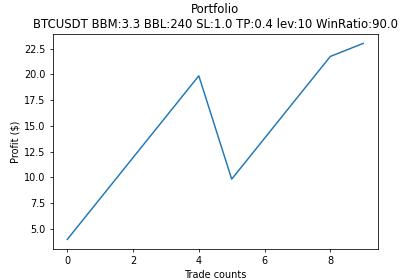 Portfolio
BTCUSDT BBM:3.3 BBL:240 SL:1.0 TP:0.4 lev:10 WinRatio:90.0
22.5
20.0
17.5
15.0
12.5
10.0
7.5
5.0
Profit ($)
0 2 4 6 8
Trade counts